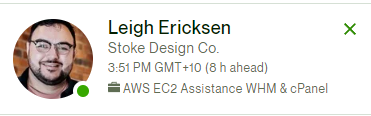 Leigh Ericksen
Stoke Design Co.
3:51 PM GMT+10 (8 h ahead)
AWS EC2 Assistance WHM & cPanel